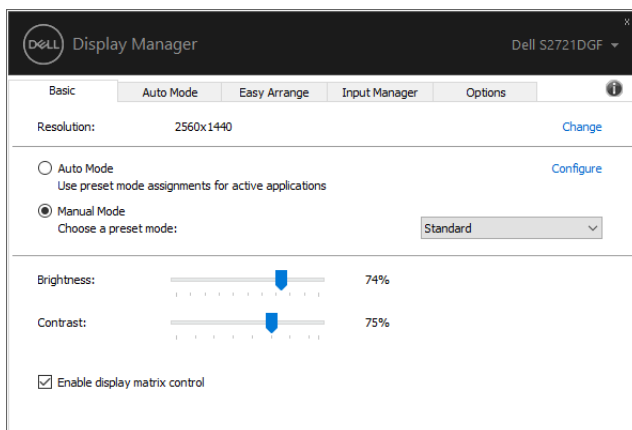 x
DELL Display Manager Dell S2721DGF
Basic Auto Mode Easy Arrange Input Manager Options i
Resolution: 2560x1440 Change
Auto Mode Configure
Use preset mode assignments for active applications
Manual Mode
Choose a preset mode: Standard
Brightness: 74%
Contrast: 75%
Enable display matrix control